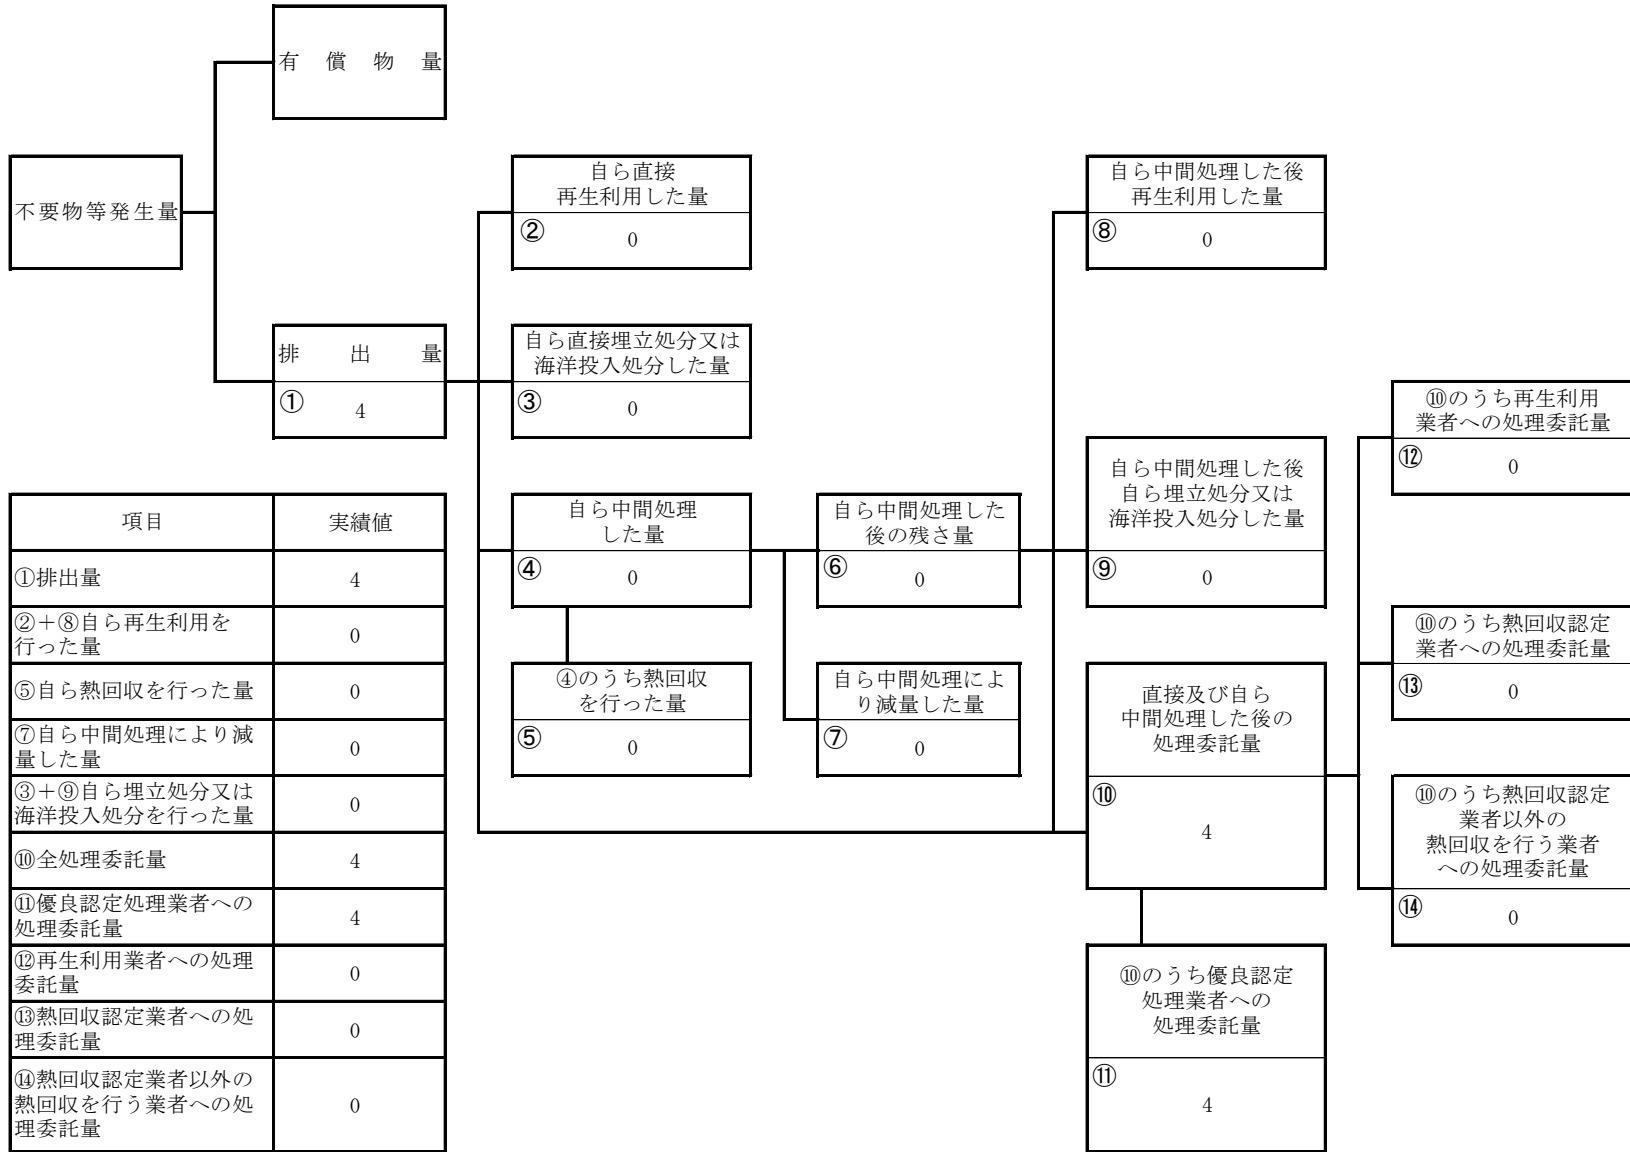 有償物量
不要物等発生量
自ら直接
再生利用した量
②
0
自ら中間処理した後
再生利用した量
⑧
0
排出量
①
4
自ら直接埋立処分又は
海洋投入処分した量
③
0
⑩のうち再生利用
業者への処理委託量
⑫
0
自ら中間処理した後
自ら埋立処分又は
海洋投入処分した量
⑨
0
自ら中間処理
した量
④
0
自ら中間処理した
後の残さ量
⑥
0
⑩のうち熱回収認定
業者への処理委託量
⑬
0
④のうち熱回収
を行った量
⑤
0
自ら中間処理によ
り減量した量
⑦
0
直接及び自ら
中間処理した後の
処理委託量
⑩
4
⑩のうち熱回収認定
業者以外の
熱回収を行う業者
への処理委託量
⑭
0
⑩のうち優良認定
処理業者への
処理委託量
⑪
4
項目 実績値
①排出量 4
②+⑧自ら再生利用を
行った量 0
⑤自ら熱回収を行った量 0
⑦自ら中間処理により減
量した量 0
③+⑨自ら埋立処分又は
海洋投入処分を行った量 0
⑩全処理委託量 4
⑪優良認定処理業者への
処理委託量 4
⑫再生利用業者への処理
委託量 0
⑬熱回収認定業者への処
理委託量 0
⑭熱回収認定業者以外の
熱回収を行う業者への処
理委託量 0